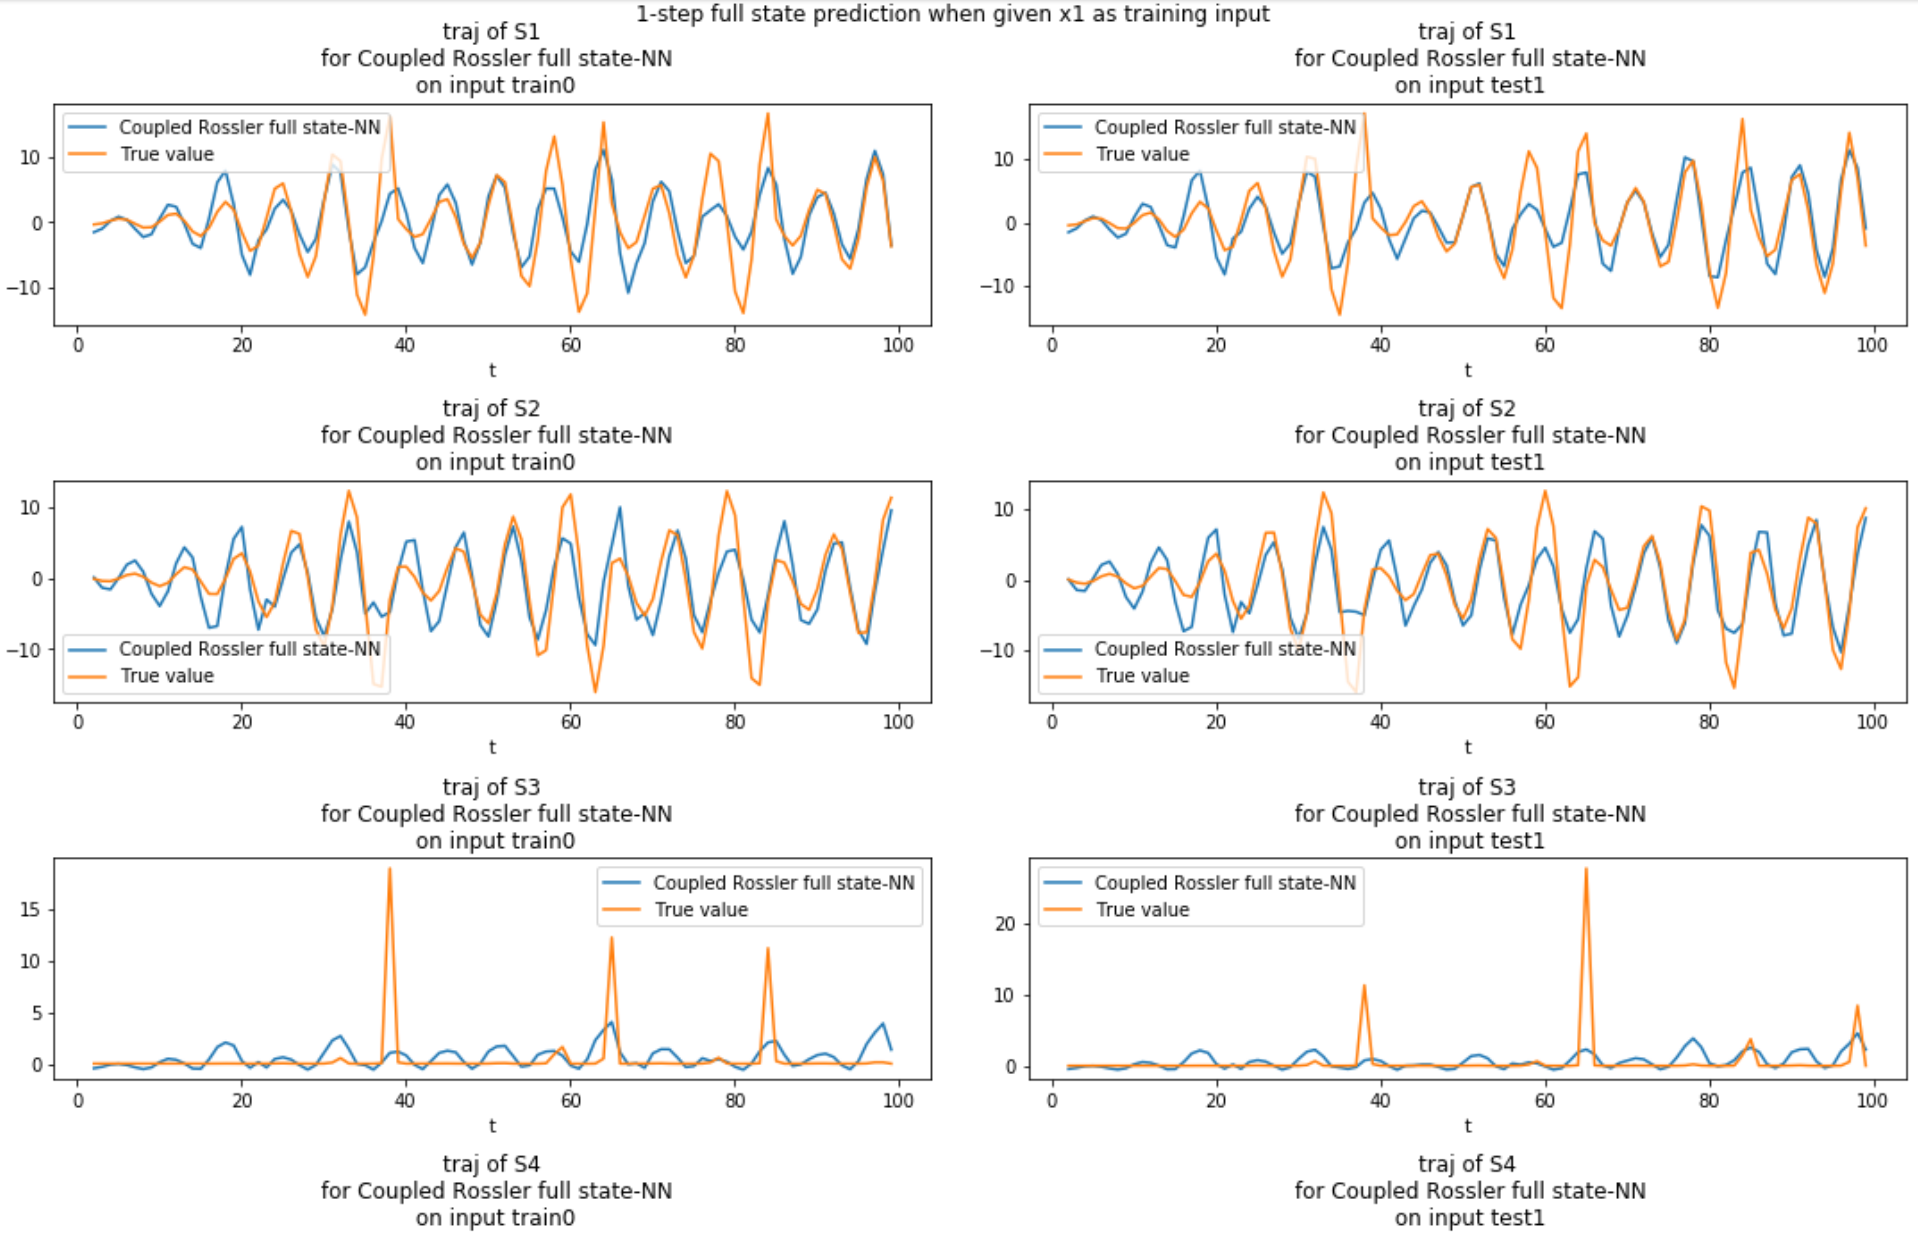 1-step full state prediction when given x1 as training input
traj of S1
for Coupled Rossler full state-NN
on input train0
Coupled Rossler full state-NN
True value
10
0
−10
0 20 40 60 80 100
t
traj of S1
for Coupled Rossler full state-NN
on input test1
Coupled Rossler full state-NN
True value
10
0
−10
0 20 40 60 80 100
t
traj of S2
for Coupled Rossler full state-NN
on input train0
10
0
−10
Coupled Rossler full state-NN
True value
0 20 40 60 80 100
t
traj of S2
for Coupled Rossler full state-NN
on input test1
10
0
−10
Coupled Rossler full state-NN
True value
0 20 40 60 80 100
t
traj of S3
for Coupled Rossler full state-NN
on input train0
Coupled Rossler full state-NN
True value
15
10
5
0
0 20 40 60 80 100
t
traj of S3
for Coupled Rossler full state-NN
on input test1
Coupled Rossler full state-NN
True value
20
10
0
0 20 40 60 80 100
t
traj of S4
for Coupled Rossler full state-NN
on input train0
traj of S4
for Coupled Rossler full state-NN
on input test1